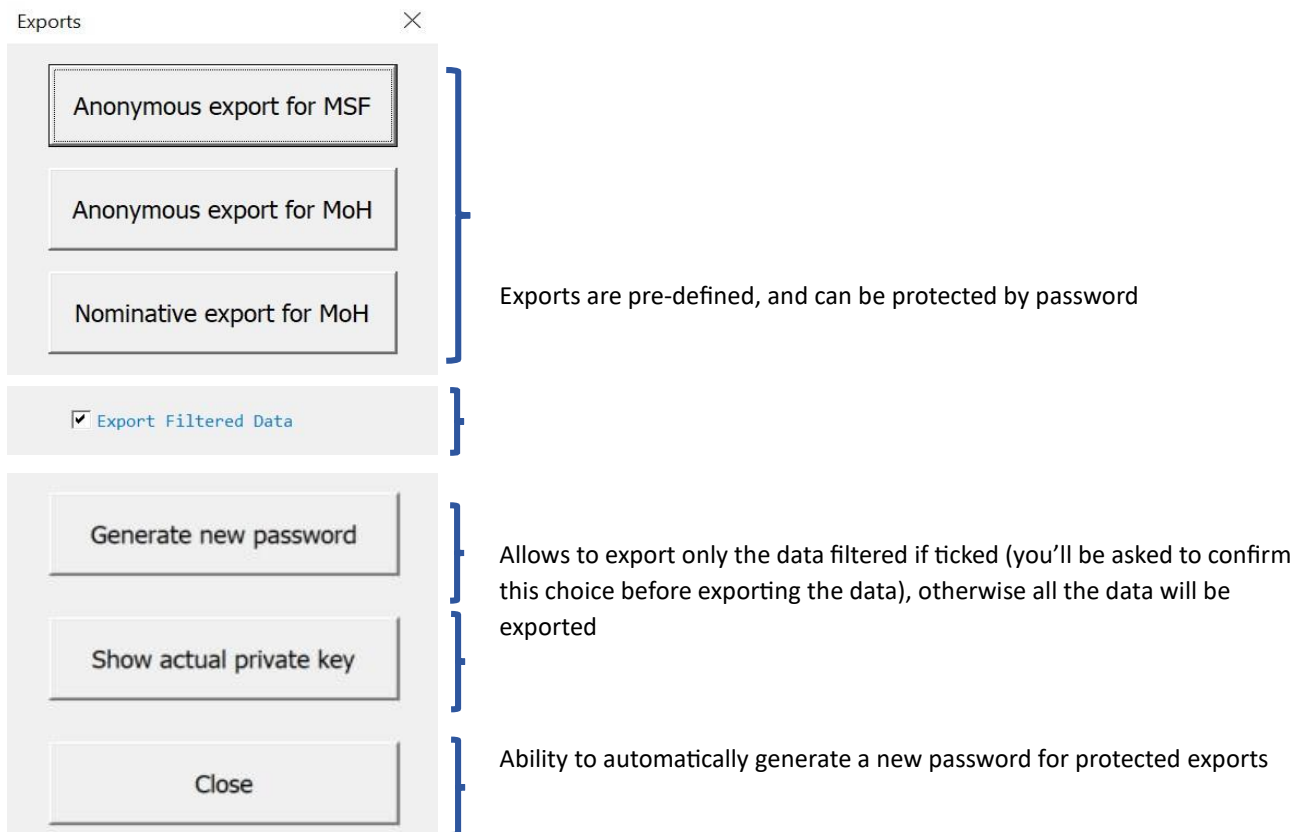 Exports
Anonymous export for MSF
Anonymous export for MoH
Nominative export for MoH
Exports are pre-defined, and can be protected by password
Export Filtered Data
Generate new password
Allows to export only the data filtered if ticked (you’ll be asked to confirm
this choice before exporting the data), otherwise all the data will be
exported
Show actual private key
Ability to automatically generate a new password for protected exports
Close